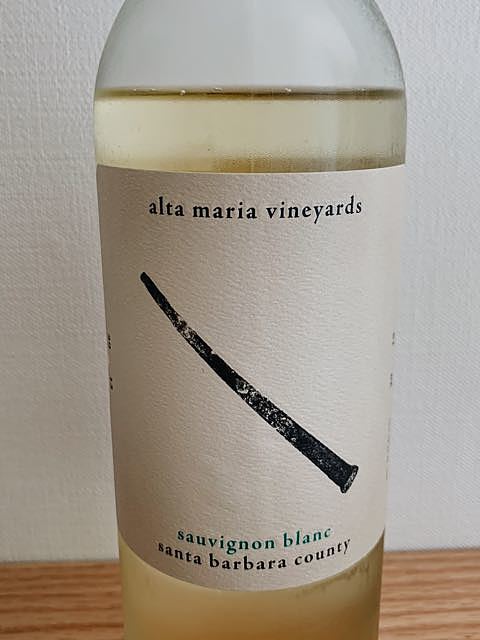 alta maria vineyards
sauvignon blanc
santa barbara county